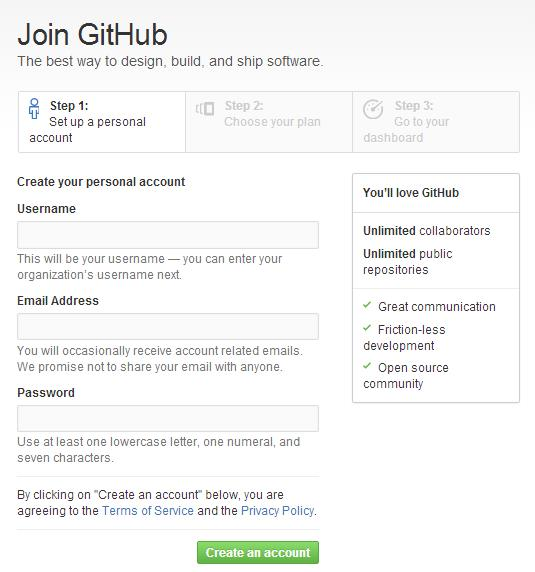 Join GitHub
The best way to design, build, and ship software.
Step 1:
Set up a personal
account
Step 2:
Choose your plan
Step 3:
Go to your
dashboard
Create your personal account
Username
This will be your username — you can enter your
organization's username next.
Email Address
You will occasionally receive account related emails.
We promise not to share your email with anyone.
Password
Use at least one lowercase letter, one numeral, and
seven characters.
By clicking on "Create an account" below, you are
agreeing to the Terms of Service and the Privacy Policy.
Create an account
You'll love GitHub
Unlimited collaborators
Unlimited public
repositories
Great communication
Friction-less
development
Open source
community